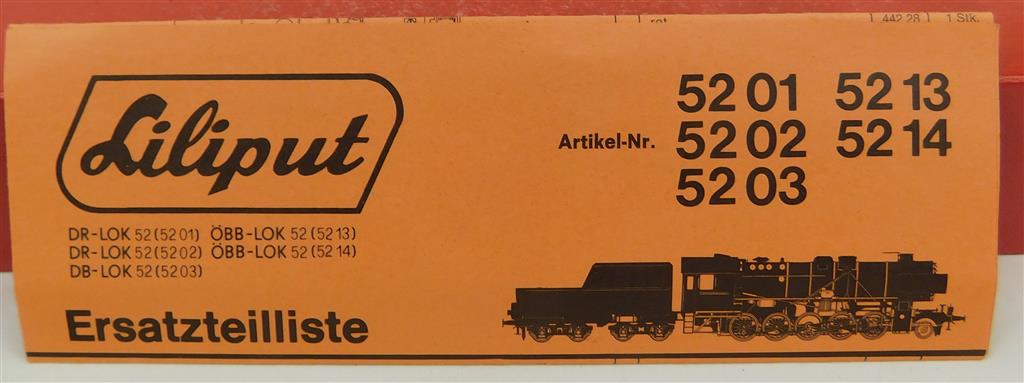 rot
442 28 1 Stk.
Liliput
Artikel-Nr.
52 01 52 13
52 02 52 14
52 03
DR-LOK 52 (52 01) ÖBB-LOK 52 (52 13)
DR-LOK 52 (52 02) ÖBB-LOK 52 (52 14)
DB-LOK 52 (52 03)
Ersatzteilliste